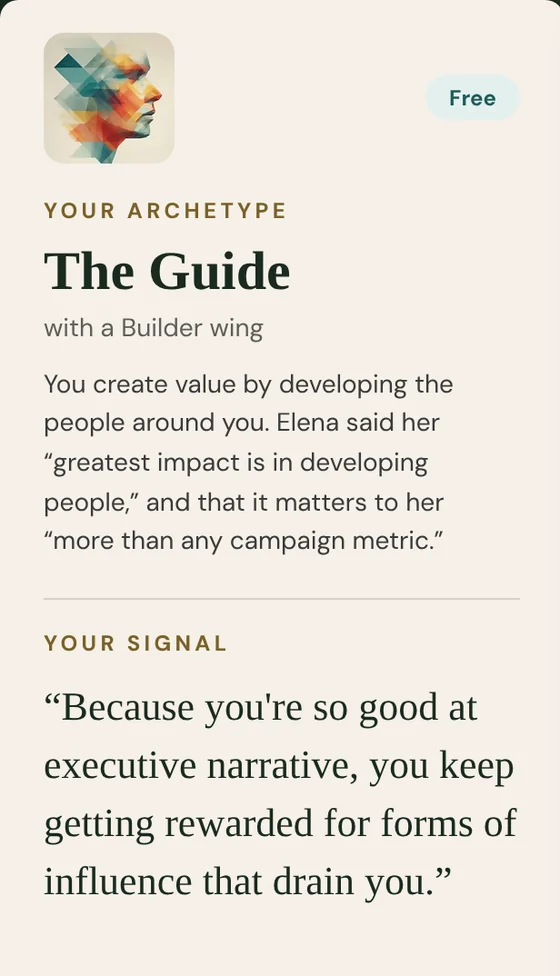 Free
YOUR ARCHETYPE
The Guide
with a Builder wing
You create value by developing the
people around you. Elena said her
“greatest impact is in developing
people,” and that it matters to her
“more than any campaign metric.”
YOUR SIGNAL
“Because you're so good at
executive narrative, you keep
getting rewarded for forms of
influence that drain you.”